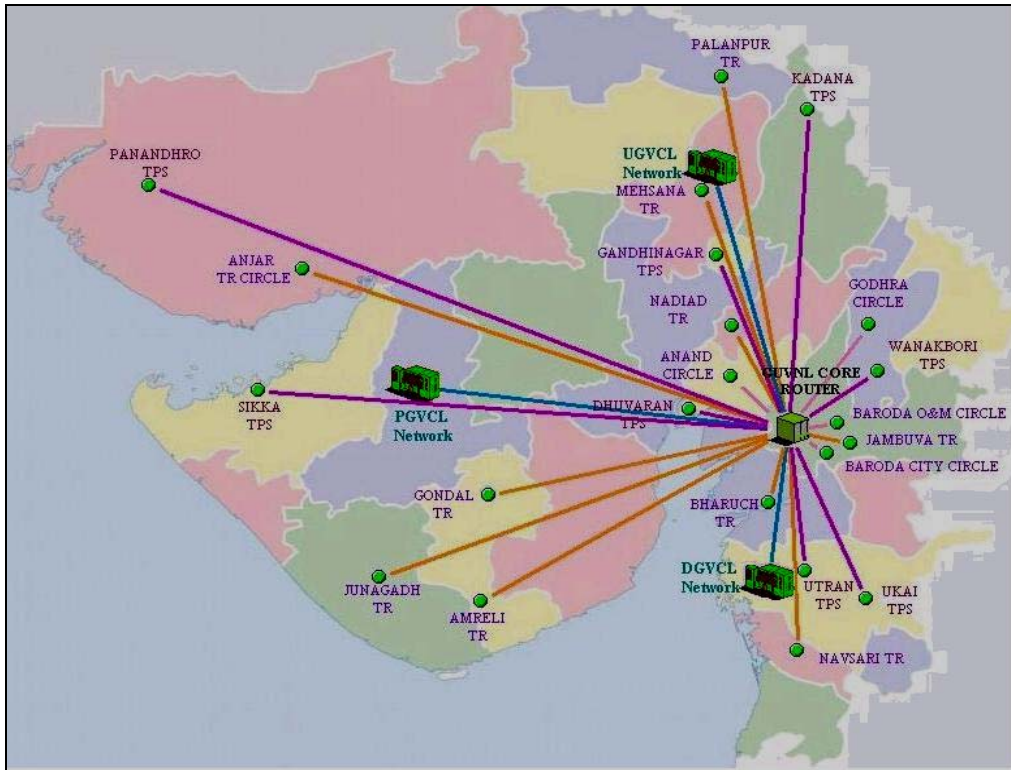 PALANPUR
TR
KADANA
TPS
PANANDHRO
TPS
UGVCL
Network
MEHSANA
TR
ANJAR
TR CIRCLE
GANDHINAGAR
TPS
GODHRA
CIRCLE
NADIAD
TR
WANAKBORI
TPS
ANAND
CIRCLE
GUVNL CORE
ROUTER
SIKKA
TPS
PGVCL
Network
DHUVARAN
TPS
BARODA O&M CIRCLE
JAMBUVA TR
BARODA CITY CIRCLE
GONDAL
TR
BHARUCH
TR
DGVCL
Network
JUNAGADH
TR
AMRELI
TR
UTRAN
TPS
UKAI
TPS
NAVSARI TR